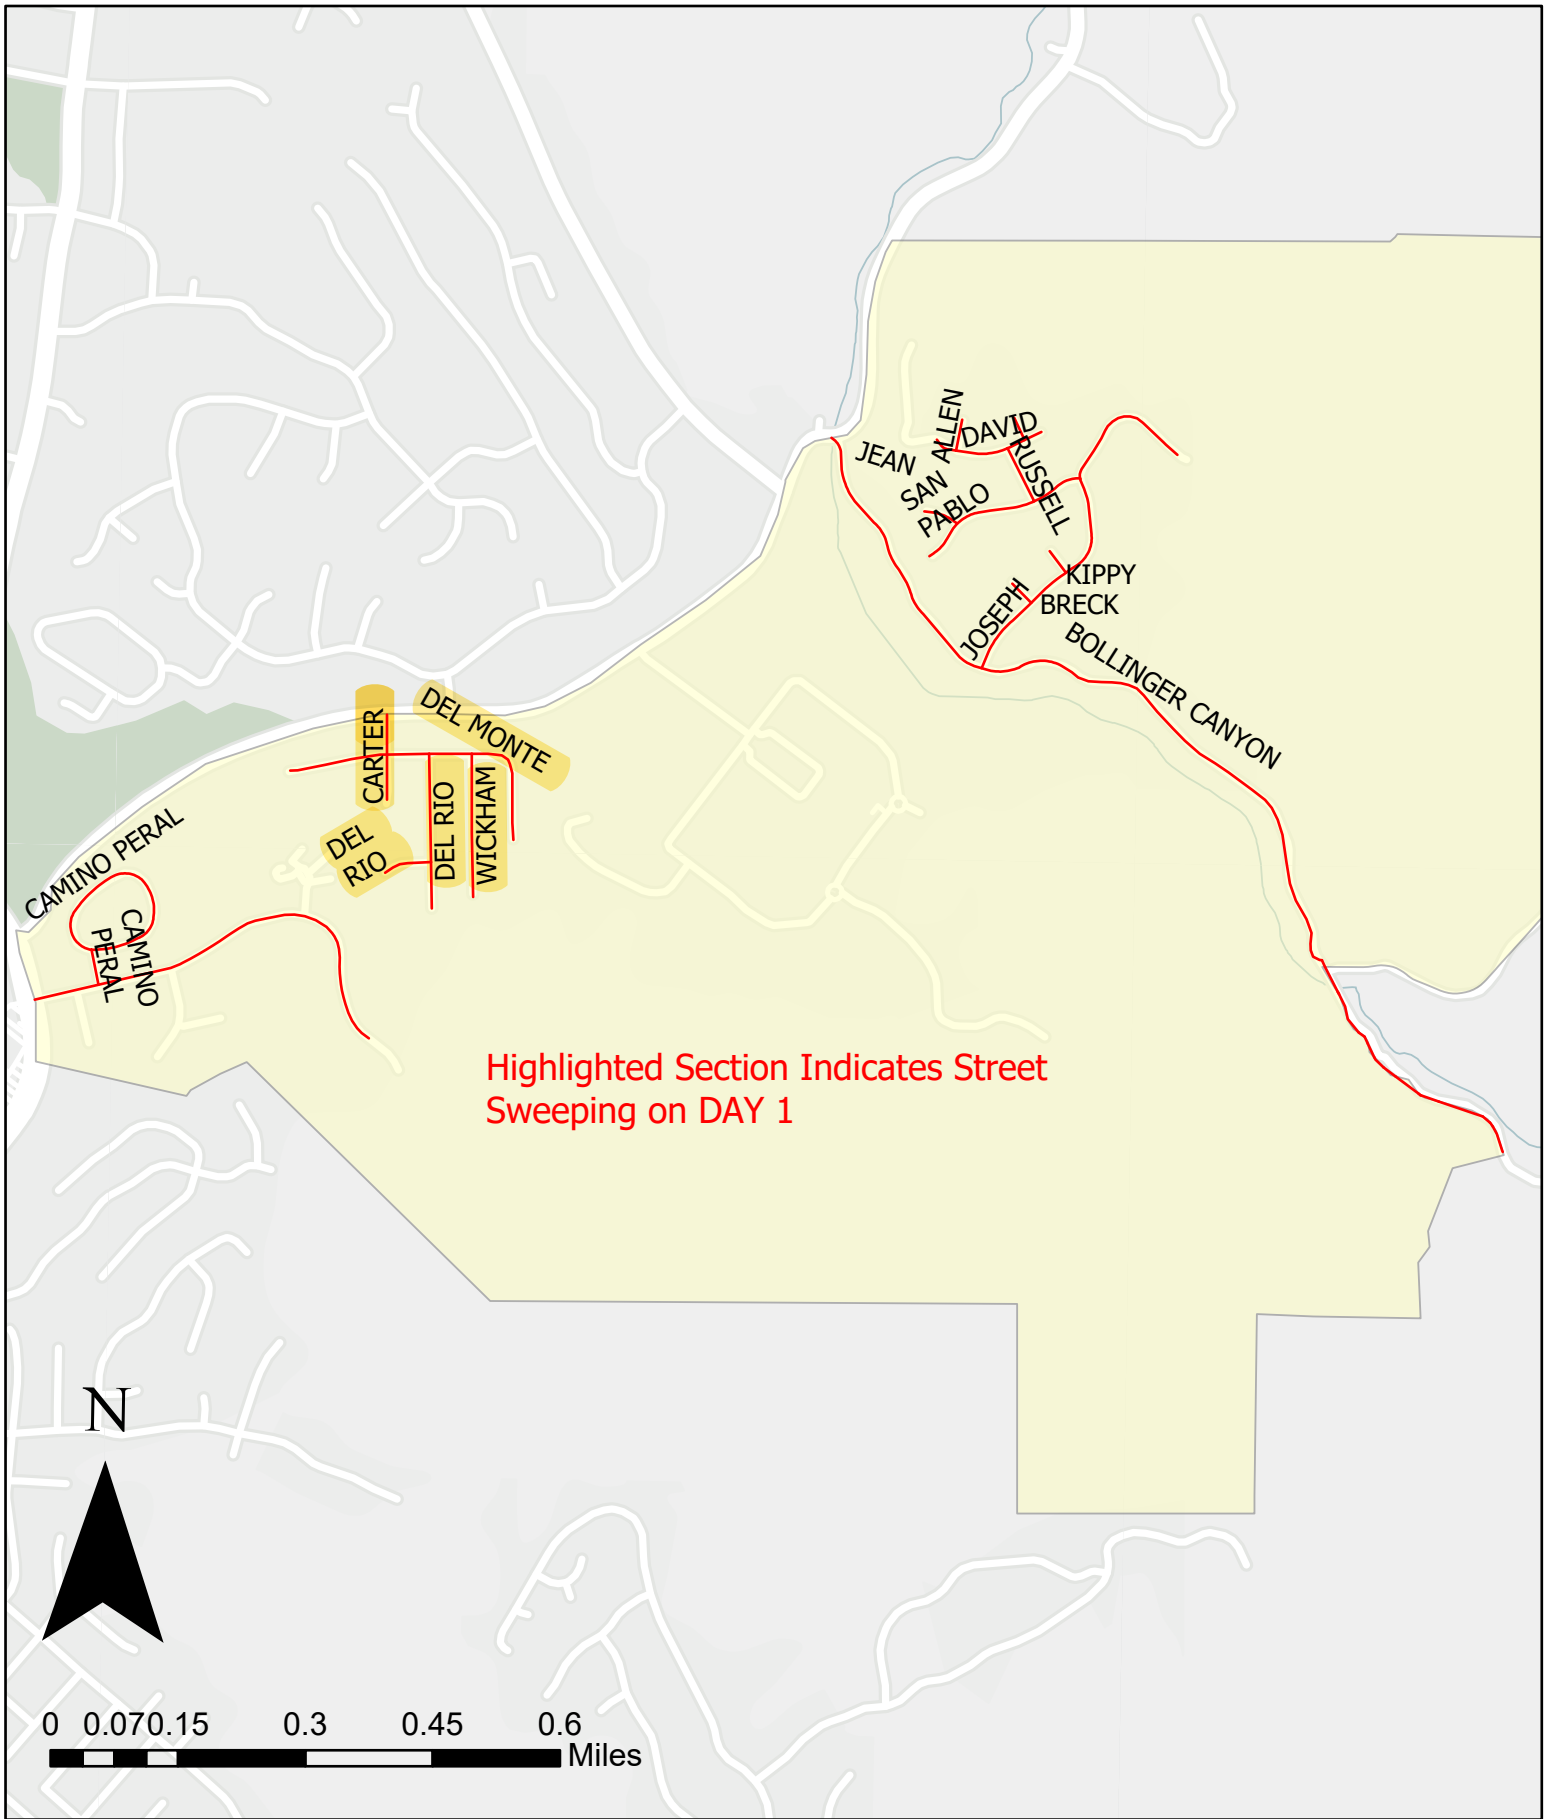 ALLEN
DAVID
JEAN
RUSSELL
SAN
PABLO
KIPPY
BRECK
JOSEPH
BOLLINGER CANYON
DEL MONTE
CARTER
DEL RIO
WICKHAM
DEL
RIO
CAMINO PERAL
CAMINO
PERAL
Highlighted Section Indicates Street
Sweeping on DAY 1
N
0 0.07 0.15 0.3 0.45 0.6
Miles